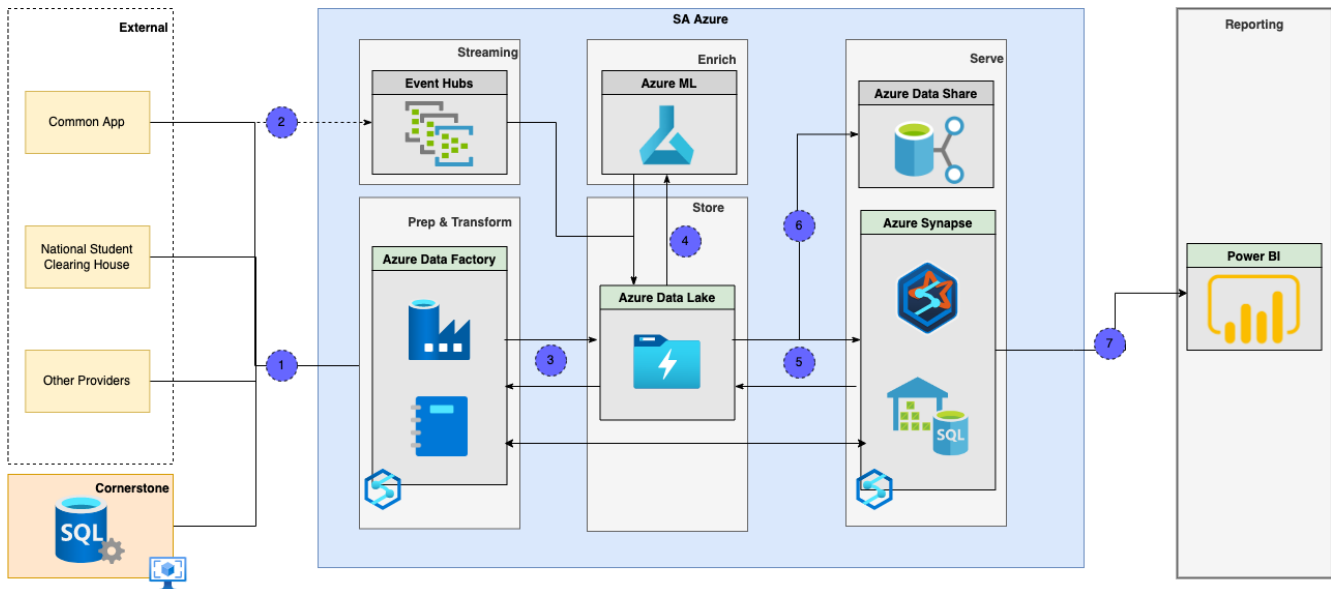 External
SA Azure
Reporting
Streaming
Enrich
Serve
Common App
2
Event Hubs
Azure ML
Azure Data Share
National Student
Clearing House
Prep & Transform
Store
4
6
Azure Synapse
Azure Data Factory
Azure Data Lake
Power BI
Other Providers
1
3
5
7
SQL
Cornerstone
SQL